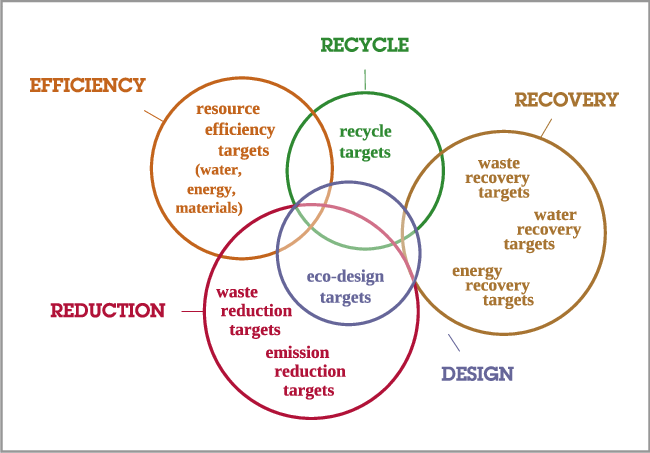 RECYCLE
EFFICIENCY
RECOVERY
resource
efficiency
targets
(water,
energy,
materials)
recycle
targets
waste
recovery
targets
water
recovery
targets
energy
recovery
targets
eco-design
targets
REDUCTION
waste
reduction
targets
emission
reduction
targets
DESIGN